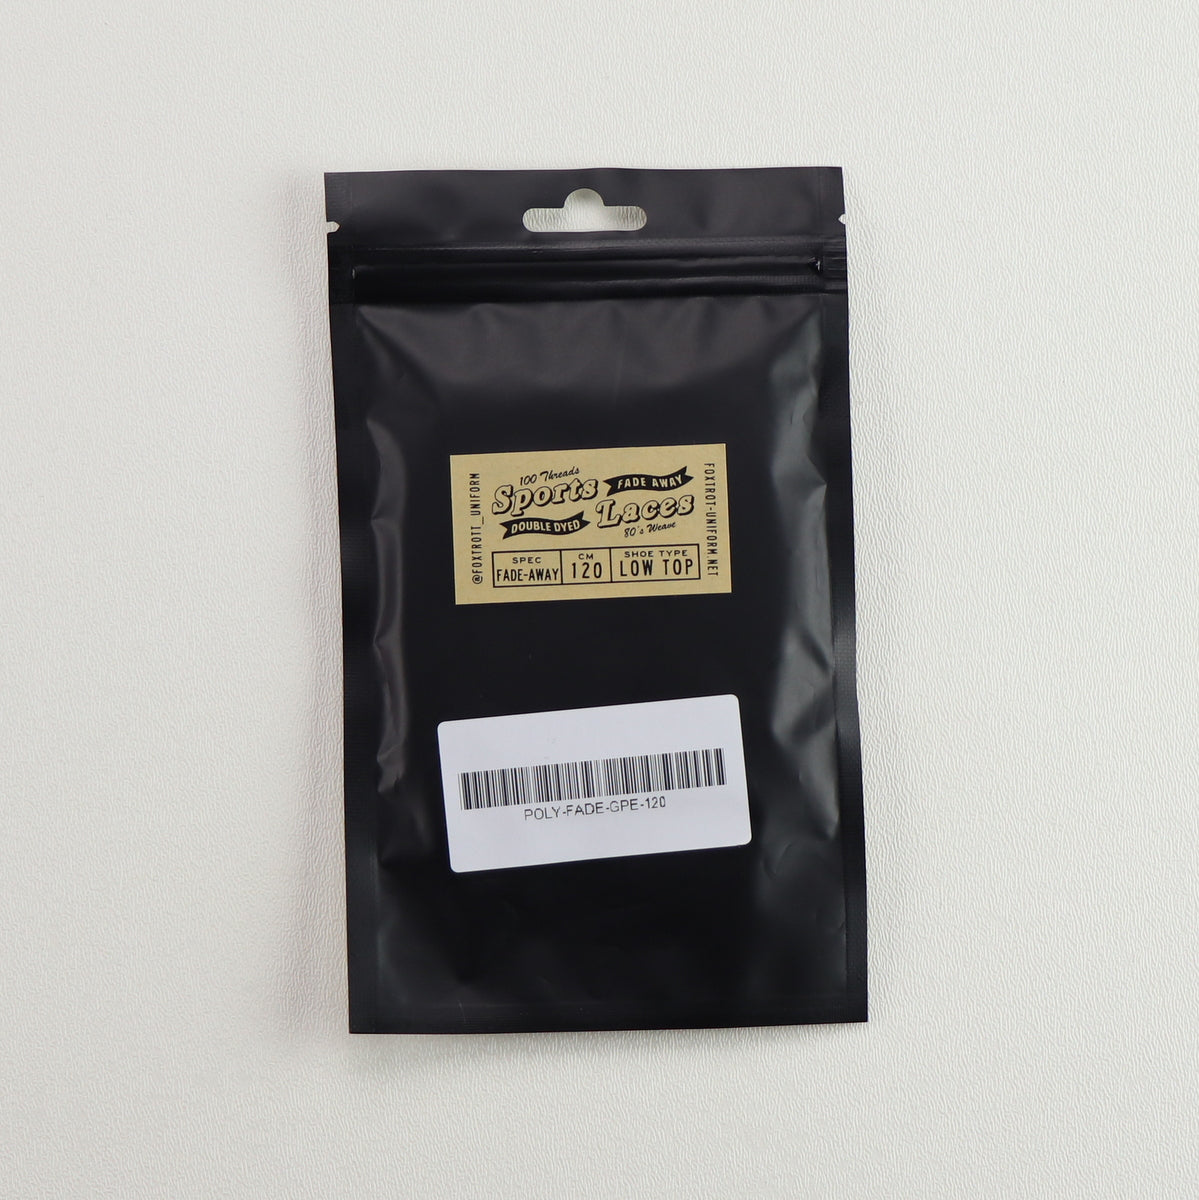 @FOXTROTT_UNIFORM
100 Threads
Sports
FADE AWAY
DOUBLE DYED
Laces
80's Weave
SPEC
FADE-AWAY
CM
120
SHOE TYPE
LOW TOP
FOXTROT-UNIFORM.NET
POLY-FADE-GPE-120